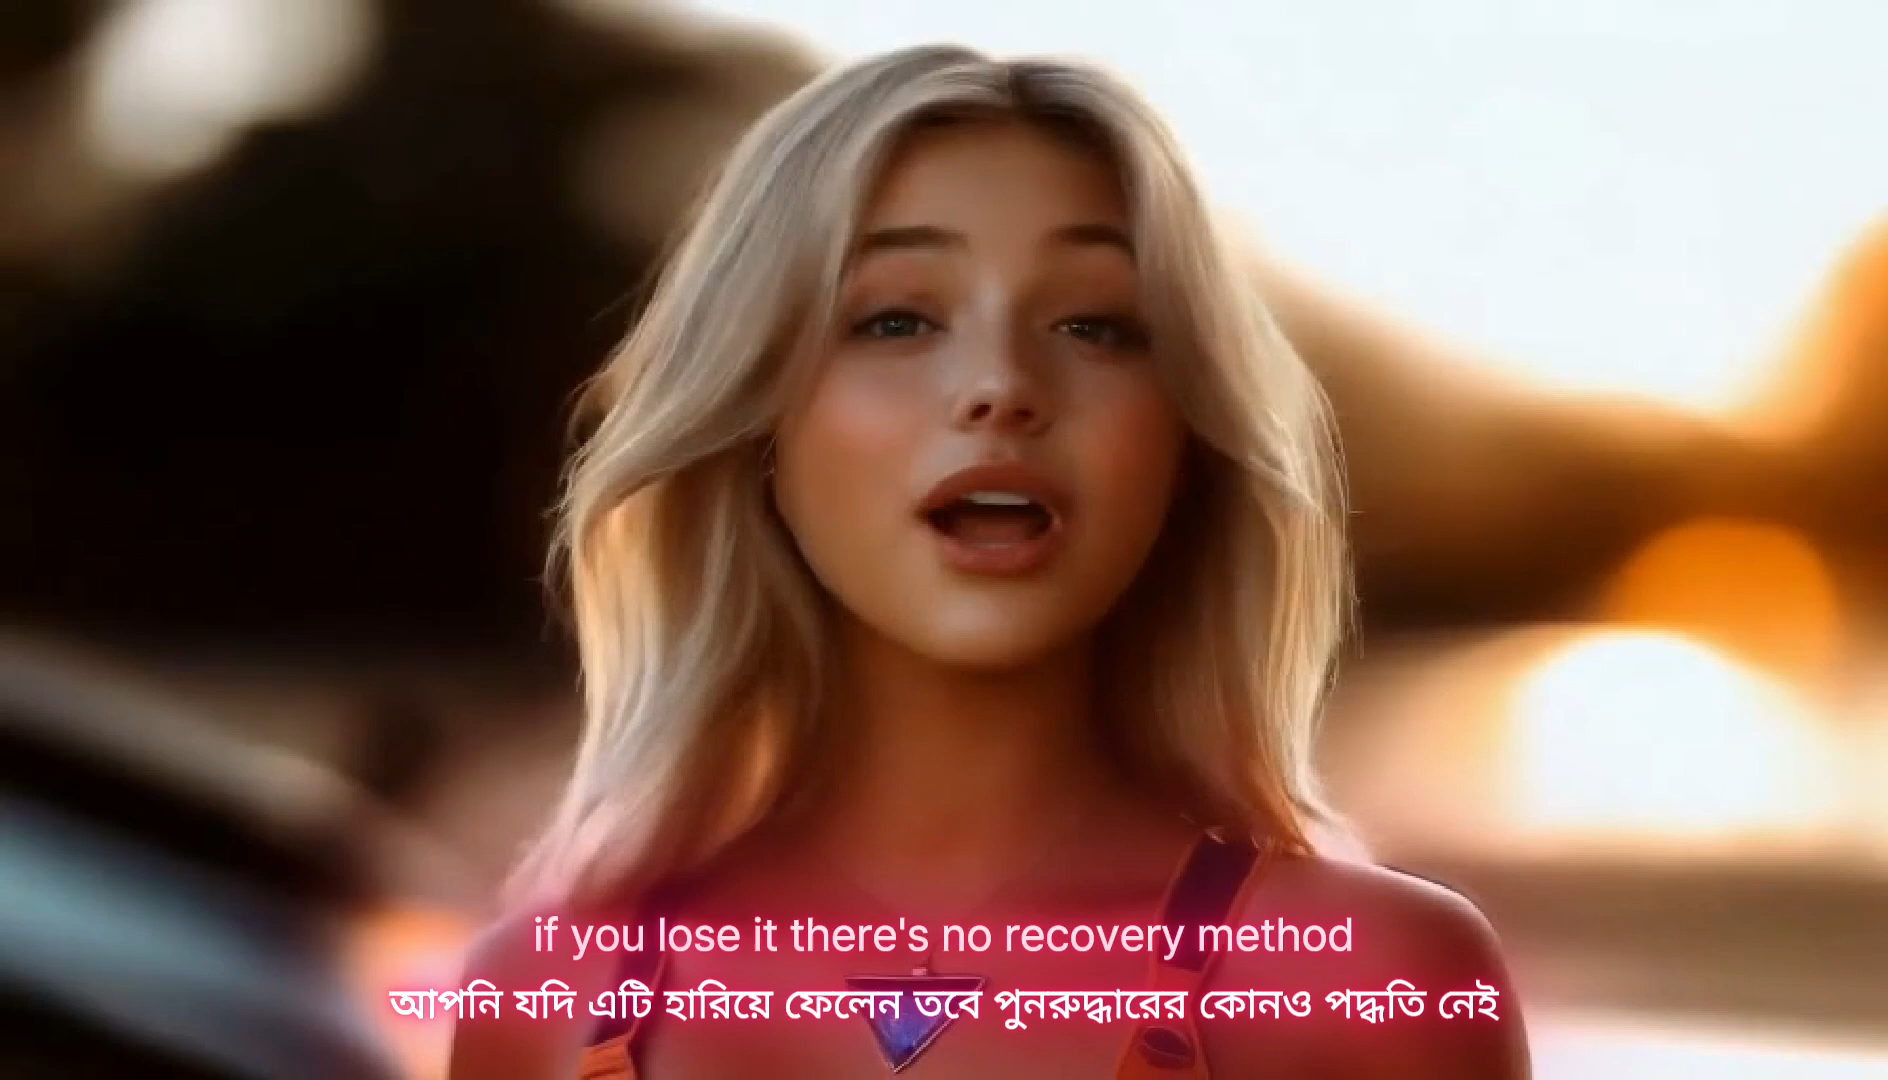 if you lose it there's no recovery method
আপনি যদি এটি হারিয়ে ফেলেন তবে পুনরুদ্ধারের কোনও পদ্ধতি নেই